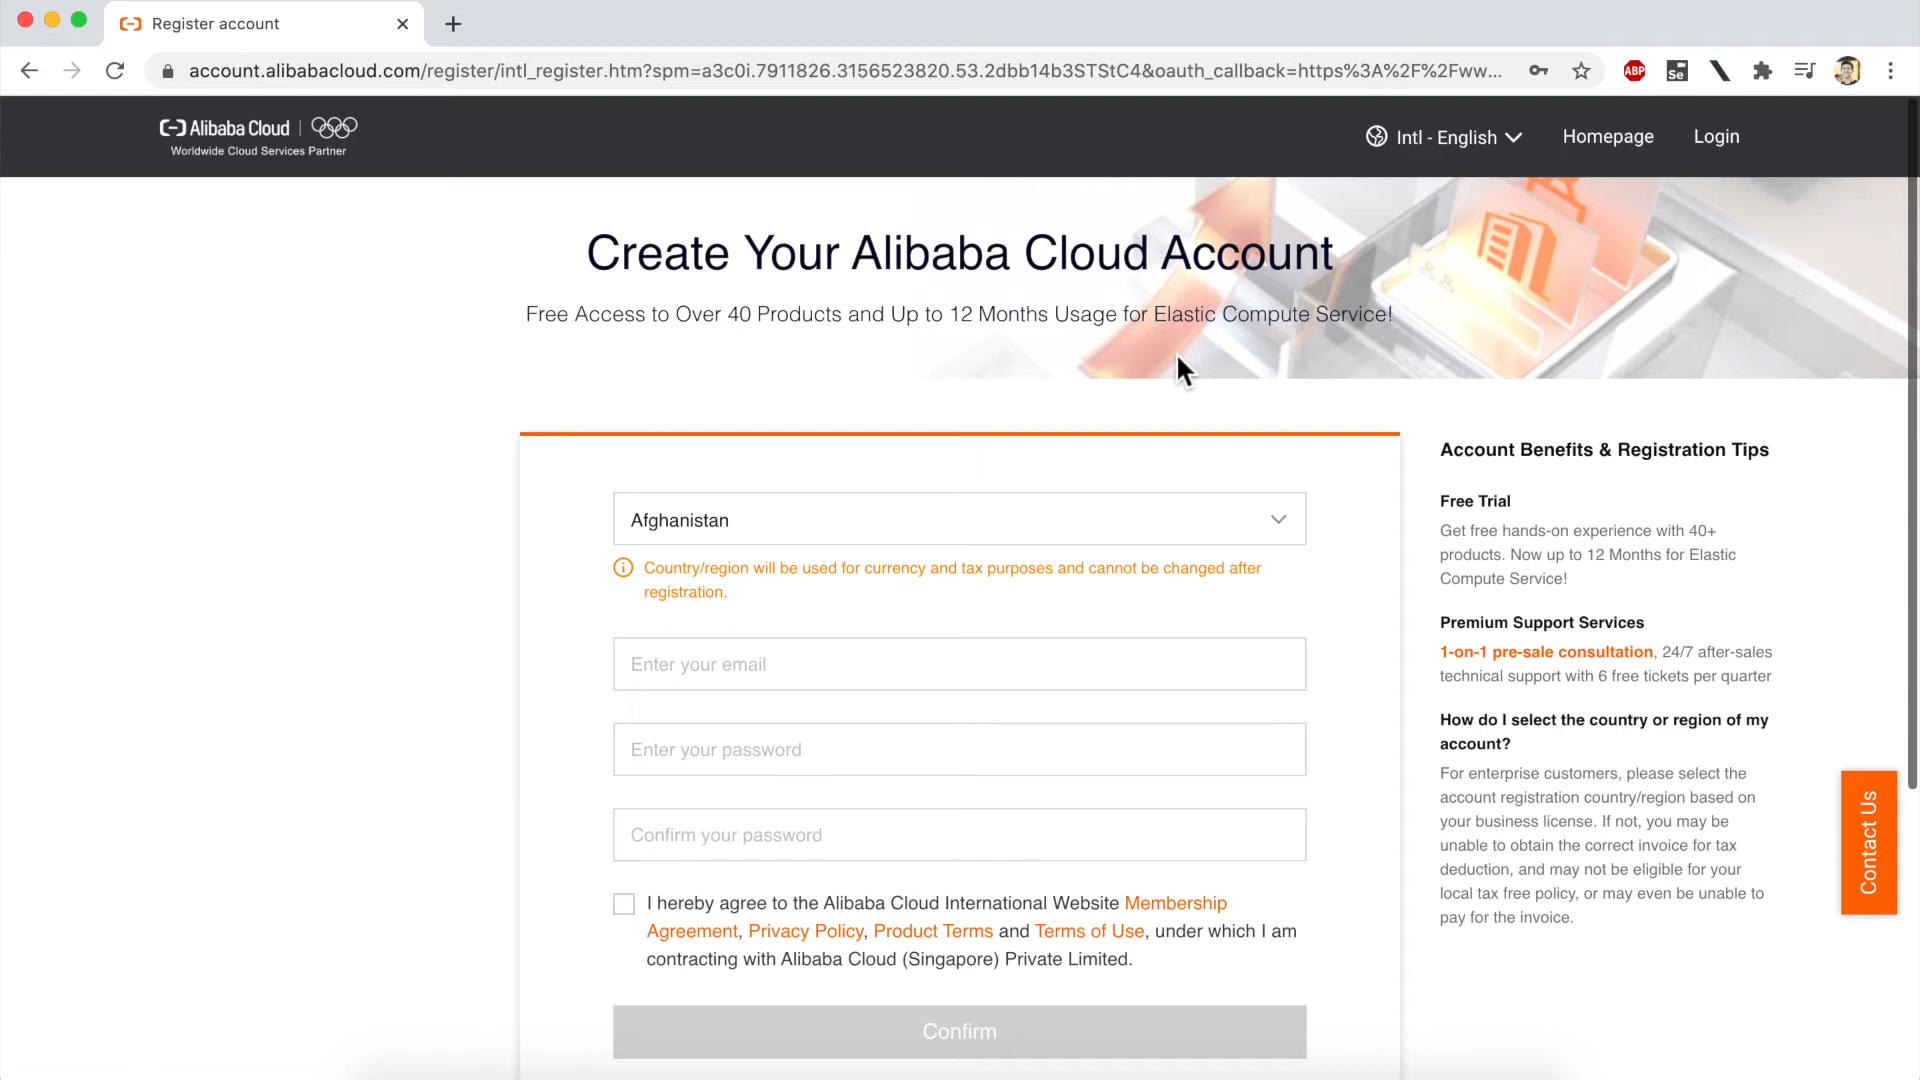 Register account
account.alibabacloud.com/register/intl_register.htm?spm=a3c0i.7911826.3156523820.53.2dbb14b3STStC4&oauth_callback=https%3A%2F%2Fww...
ABP
Se
Alibaba Cloud
Worldwide Cloud Services Partner
Intl - English
Homepage
Login
Create Your Alibaba Cloud Account
Free Access to Over 40 Products and Up to 12 Months Usage for Elastic Compute Service!
Afghanistan
Country/region will be used for currency and tax purposes and cannot be changed after
registration.
Enter your email
Enter your password
Confirm your password
I hereby agree to the Alibaba Cloud International Website Membership
Agreement, Privacy Policy, Product Terms and Terms of Use, under which I am
contracting with Alibaba Cloud (Singapore) Private Limited.
Confirm
Account Benefits & Registration Tips
Free Trial
Get free hands-on experience with 40+
products. Now up to 12 Months for Elastic
Compute Service!
Premium Support Services
1-on-1 pre-sale consultation, 24/7 after-sales
technical support with 6 free tickets per quarter
How do I select the country or region of my
account?
For enterprise customers, please select the
account registration country/region based on
your business license. If not, you may be
unable to obtain the correct invoice for tax
deduction, and may not be eligible for your
local tax free policy, or may even be unable to
pay for the invoice.
Contact Us